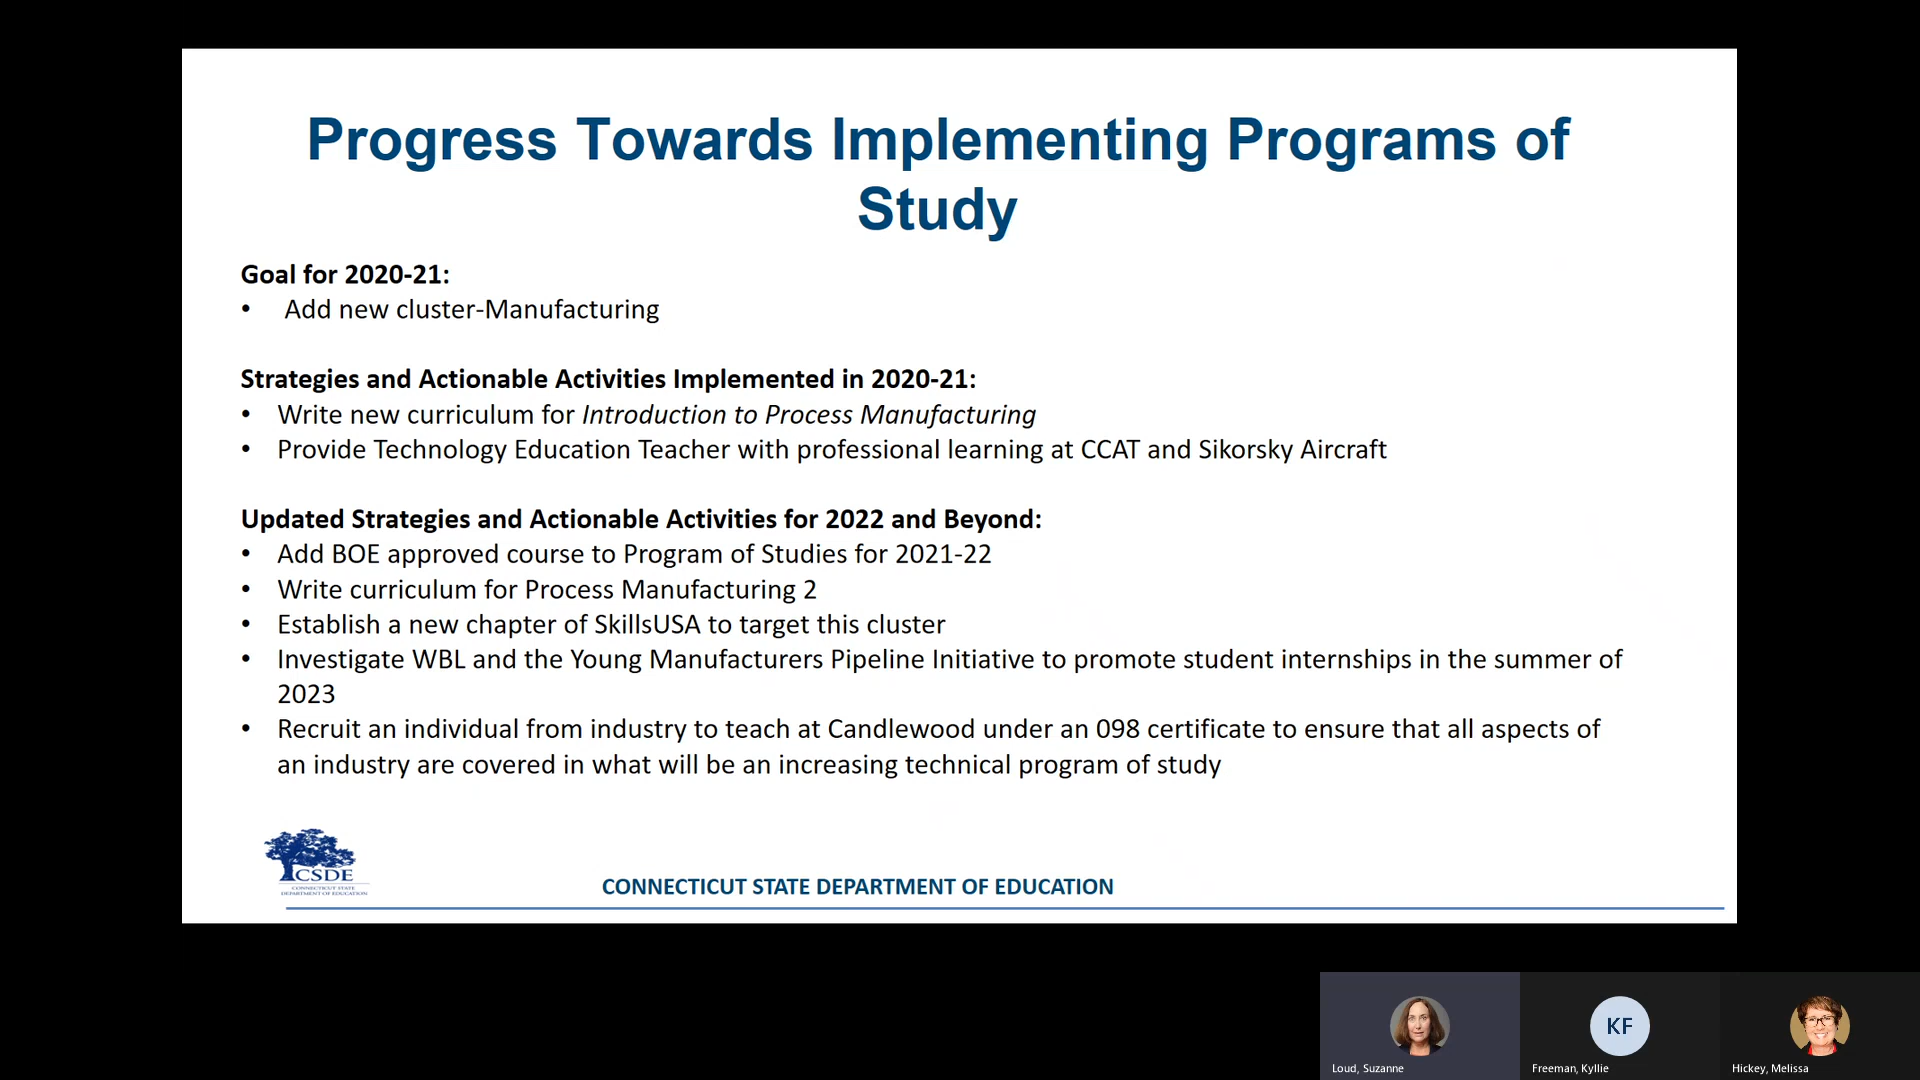 Progress Towards Implementing Programs of
Study
Goal for 2020-21:
• Add new cluster-Manufacturing
Strategies and Actionable Activities Implemented in 2020-21:
• Write new curriculum for Introduction to Process Manufacturing
• Provide Technology Education Teacher with professional learning at CCAT and Sikorsky Aircraft
Updated Strategies and Actionable Activities for 2022 and Beyond:
• Add BOE approved course to Program of Studies for 2021-22
• Write curriculum for Process Manufacturing 2
• Establish a new chapter of SkillsUSA to target this cluster
• Investigate WBL and the Young Manufacturers Pipeline Initiative to promote student internships in the summer of
2023
• Recruit an individual from industry to teach at Candlewood under an 098 certificate to ensure that all aspects of
an industry are covered in what will be an increasing technical program of study
CSDE
CONNECTICUT STATE
DEPARTMENT OF EDUCATION
CONNECTICUT STATE DEPARTMENT OF EDUCATION
KF
Loud, Suzanne
Freeman, Kyllie
Hickey, Melissa